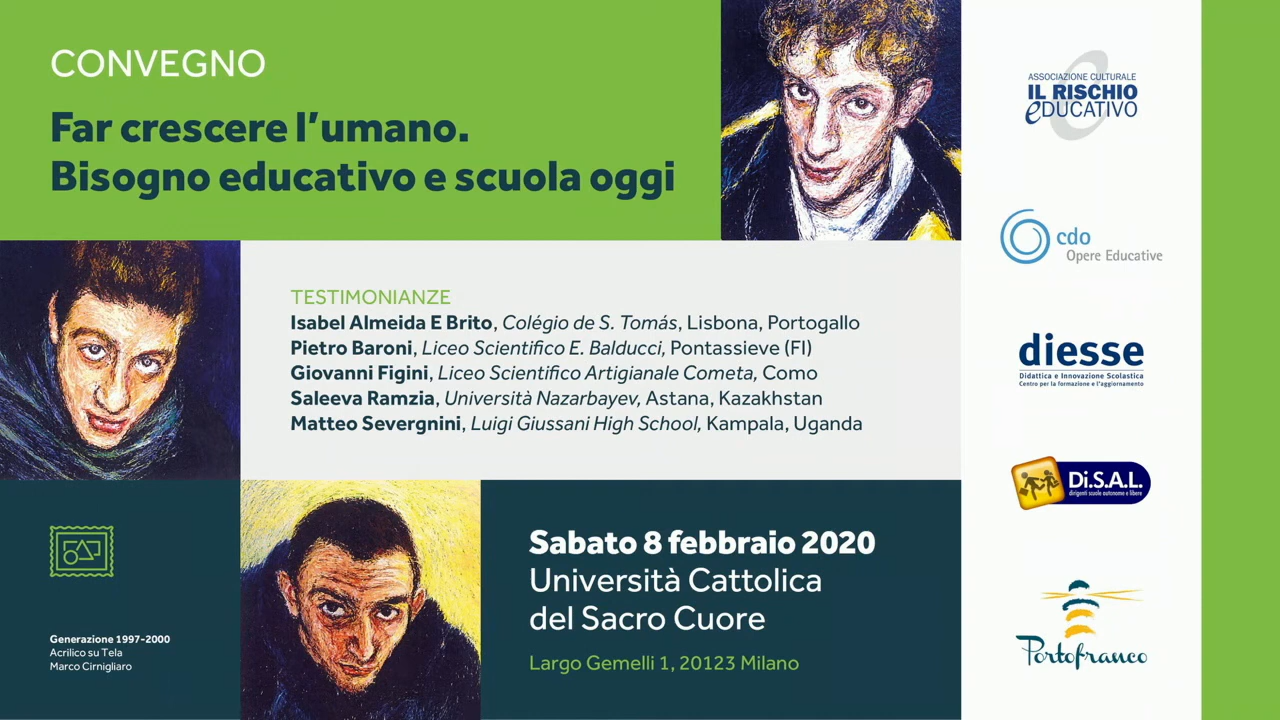 CONVEGNO
Far crescere l'umano.
Bisogno educativo e scuola oggi
TESTIMONIANZE
Isabel Almeida E Brito, Colégio de S. Tomás, Lisbona, Portogallo
Pietro Baroni, Liceo Scientifico E. Balducci, Pontassieve (FI)
Giovanni Figini, Liceo Scientifico Artigianale Cometa, Como
Saleeva Ramzia, Università Nazarbayev, Astana, Kazakhstan
Matteo Severgnini, Luigi Giussani High School, Kampala, Uganda
Generazione 1997-2000
Acrilico su Tela
Marco Cirnigliaro
Sabato 8 febbraio 2020
Università Cattolica
del Sacro Cuore
Largo Gemelli 1, 20123 Milano
ASSOCIAZIONE CULTURALE
IL RISCHIO
eDUCATIVO
cdo
Opere Educative
diesse
Didattica e Innovazione Scolastica
Centro per la formazione e l'aggiornamento
Di.S.A.L.
dirigenti scuole autonome e libere
Portofranco